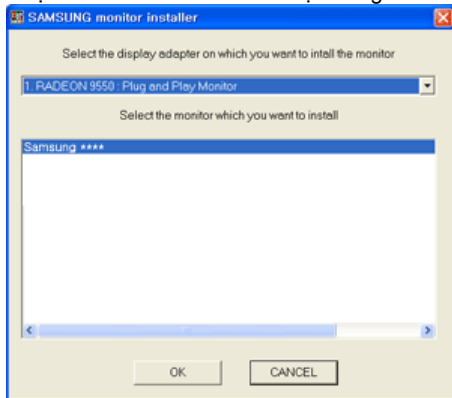 SAMSUNG monitor installer
Select the display adapter on which you want to intall the monitor
1. RADEON 9550 : Plug and Play Monitor
Select the monitor which you want to install
Samsung ****
OK
CANCEL